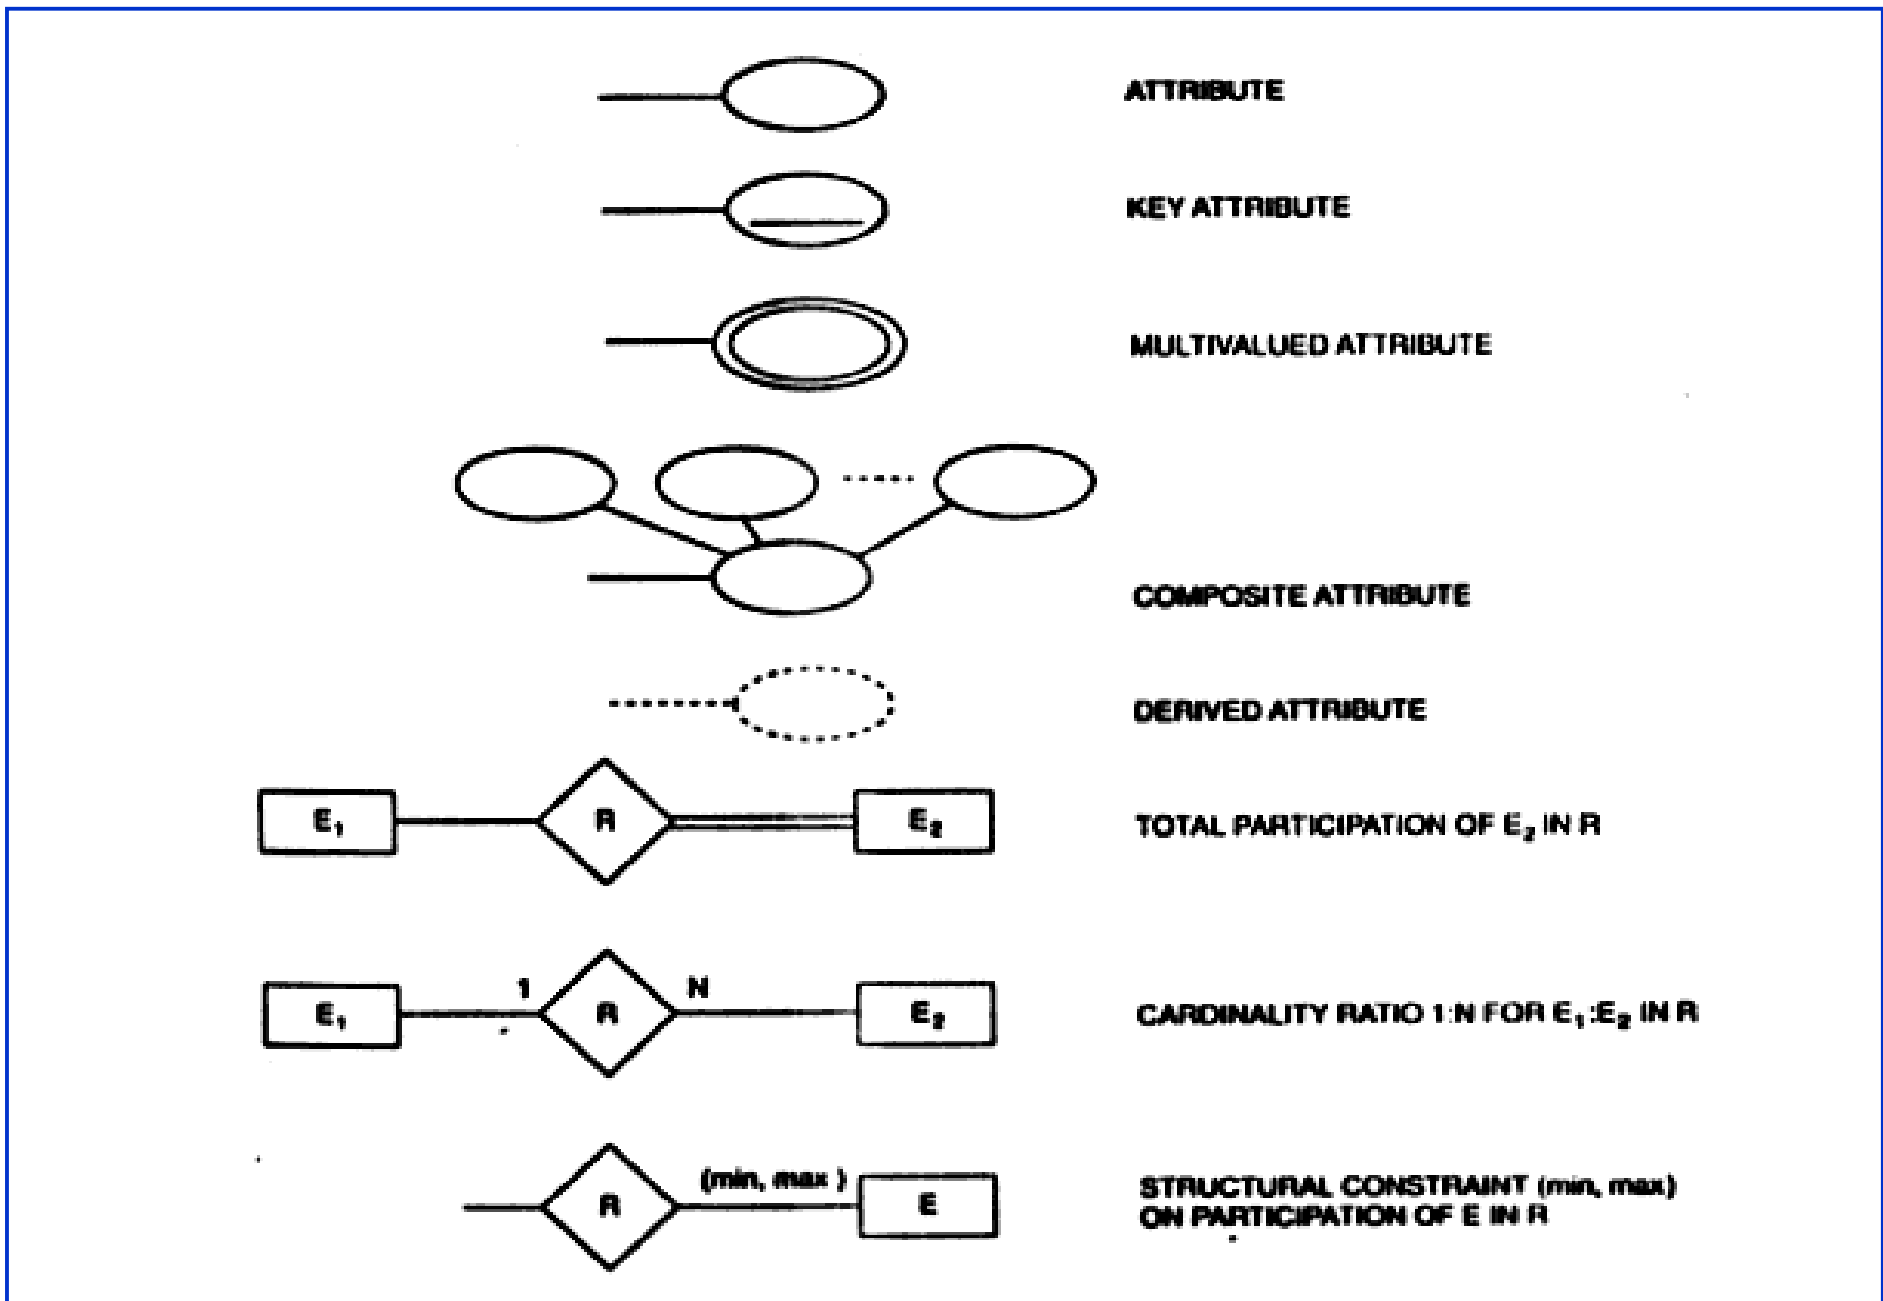 ATTRIBUTE
KEY ATTRIBUTE
MULTIVALUED ATTRIBUTE
COMPOSITE ATTRIBUTE
DERIVED ATTRIBUTE
E₁ R E₂ TOTAL PARTICIPATION OF E₂ IN R
1 N
E₁ R E₂ CARDINALITY RATIO 1:N FOR E₁:E₂ IN R
(min, max) STRUCTURAL CONSTRAINT (min, max)
R E ON PARTICIPATION OF E IN R